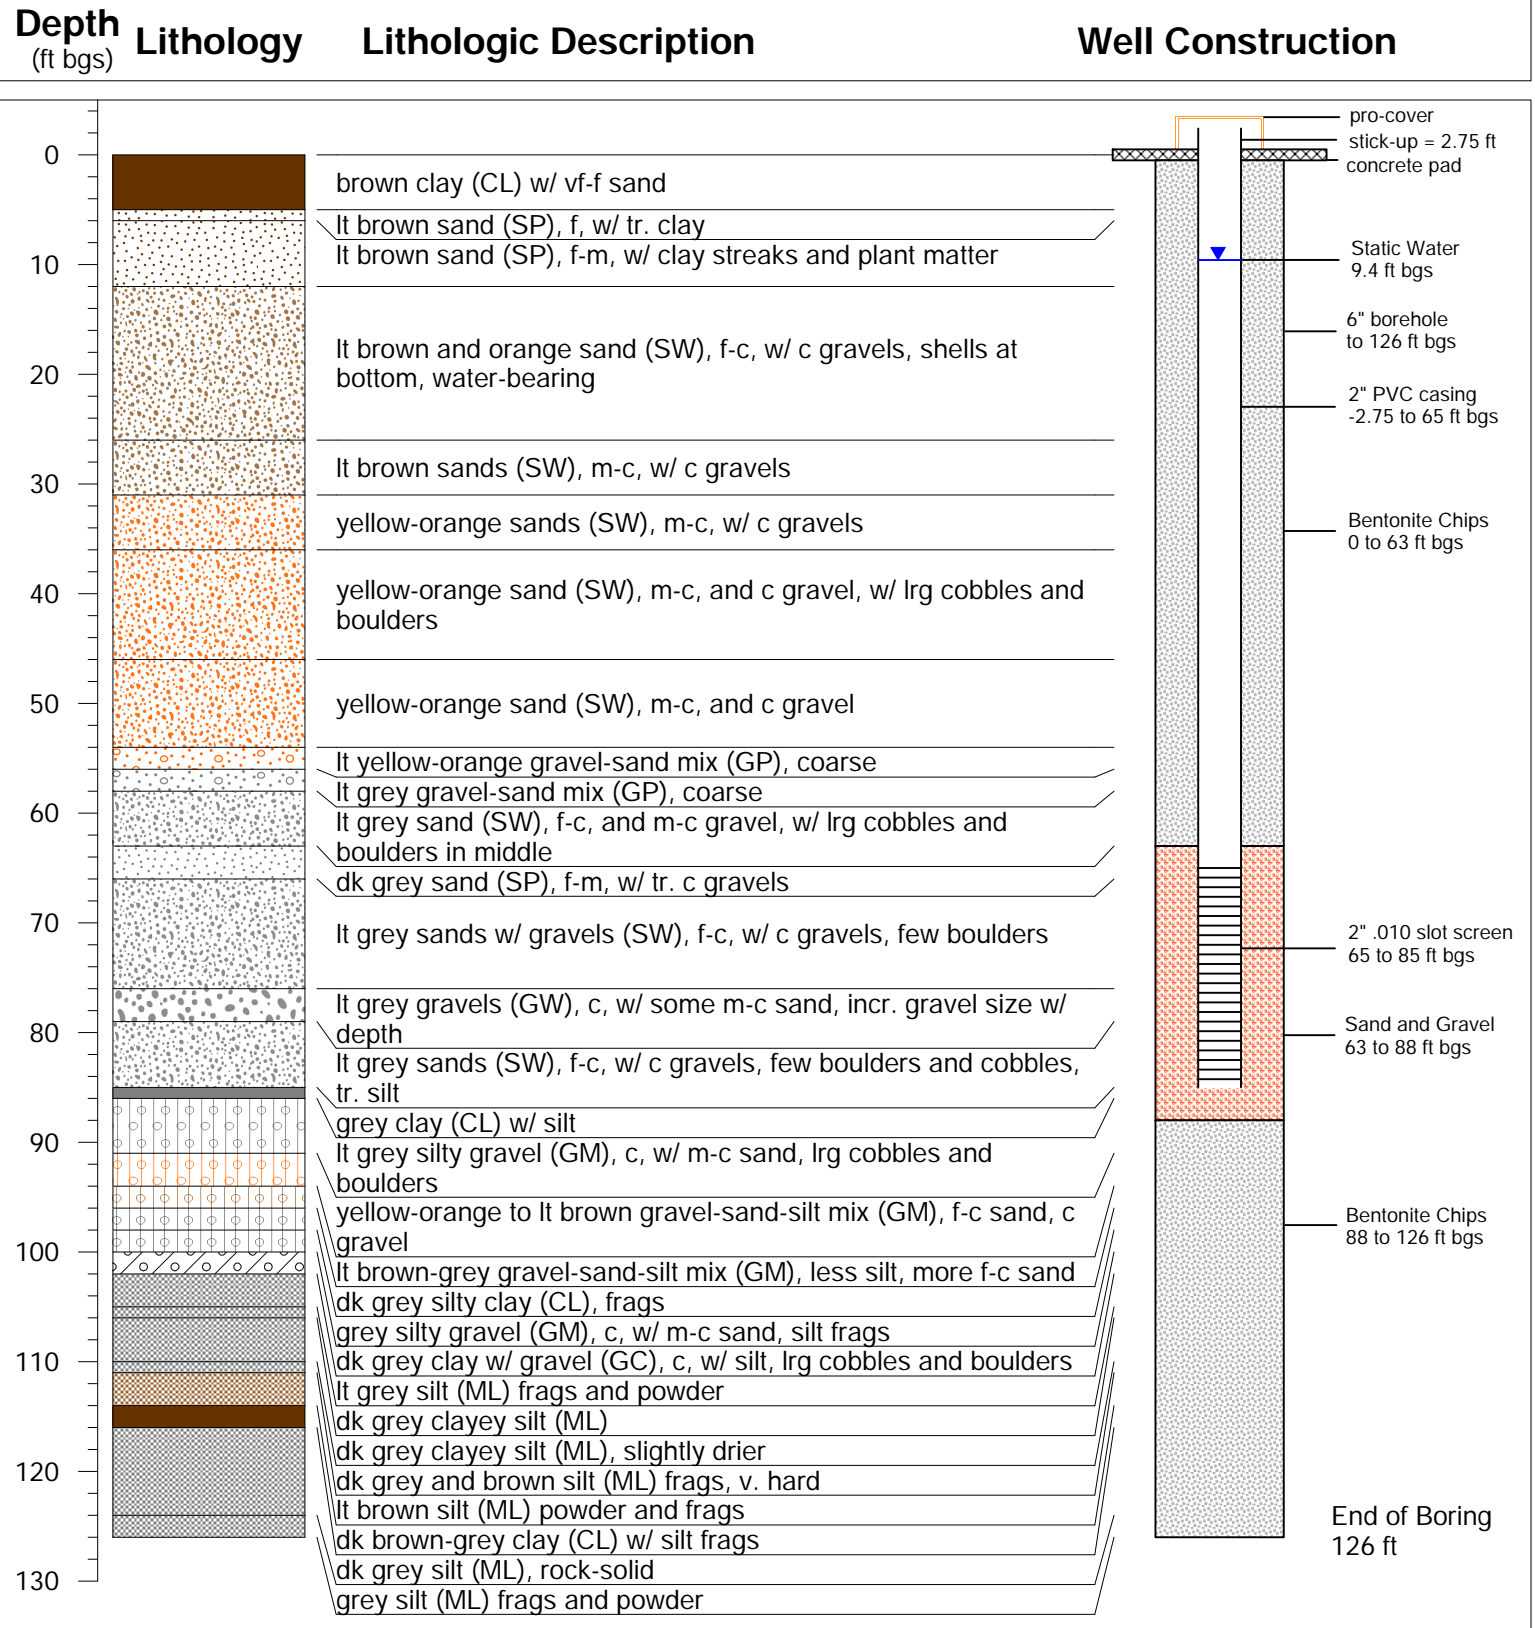 Depth
(ft bgs)
Lithology
Lithologic Description
Well Construction
0
10
20
30
40
50
60
70
80
90
100
110
120
130
brown clay (CL) w/ vf-f sand
lt brown sand (SP), f, w/ tr. clay
lt brown sand (SP), f-m, w/ clay streaks and plant matter
lt brown and orange sand (SW), f-c, w/ c gravels, shells at
bottom, water-bearing
lt brown sands (SW), m-c, w/ c gravels
yellow-orange sands (SW), m-c, w/ c gravels
yellow-orange sand (SW), m-c, and c gravel, w/ lrg cobbles and
boulders
yellow-orange sand (SW), m-c, and c gravel
lt yellow-orange gravel-sand mix (GP), coarse
lt grey gravel-sand mix (GP), coarse
lt grey sand (SW), f-c, and m-c gravel, w/ lrg cobbles and
boulders in middle
dk grey sand (SP), f-m, w/ tr. c gravels
lt grey sands w/ gravels (SW), f-c, w/ c gravels, few boulders
lt grey gravels (GW), c, w/ some m-c sand, incr. gravel size w/
depth
lt grey sands (SW), f-c, w/ c gravels, few boulders and cobbles,
tr. silt
grey clay (CL) w/ silt
lt grey silty gravel (GM), c, w/ m-c sand, lrg cobbles and
boulders
yellow-orange to lt brown gravel-sand-silt mix (GM), f-c sand, c
gravel
lt brown-grey gravel-sand-silt mix (GM), less silt, more f-c sand
dk grey silty clay (CL), frags
grey silty gravel (GM), c, w/ m-c sand, silt frags
dk grey clay w/ gravel (GC), c, w/ silt, lrg cobbles and boulders
lt grey silt (ML) frags and powder
dk grey clayey silt (ML)
dk grey clayey silt (ML), slightly drier
dk grey and brown silt (ML) frags, v. hard
lt brown silt (ML) powder and frags
dk brown-grey clay (CL) w/ silt frags
dk grey silt (ML), rock-solid
grey silt (ML) frags and powder
pro-cover
stick-up = 2.75 ft
concrete pad
Static Water
9.4 ft bgs
6" borehole
to 126 ft bgs
2" PVC casing
-2.75 to 65 ft bgs
Bentonite Chips
0 to 63 ft bgs
2" .010 slot screen
65 to 85 ft bgs
Sand and Gravel
63 to 88 ft bgs
Bentonite Chips
88 to 126 ft bgs
End of Boring
126 ft